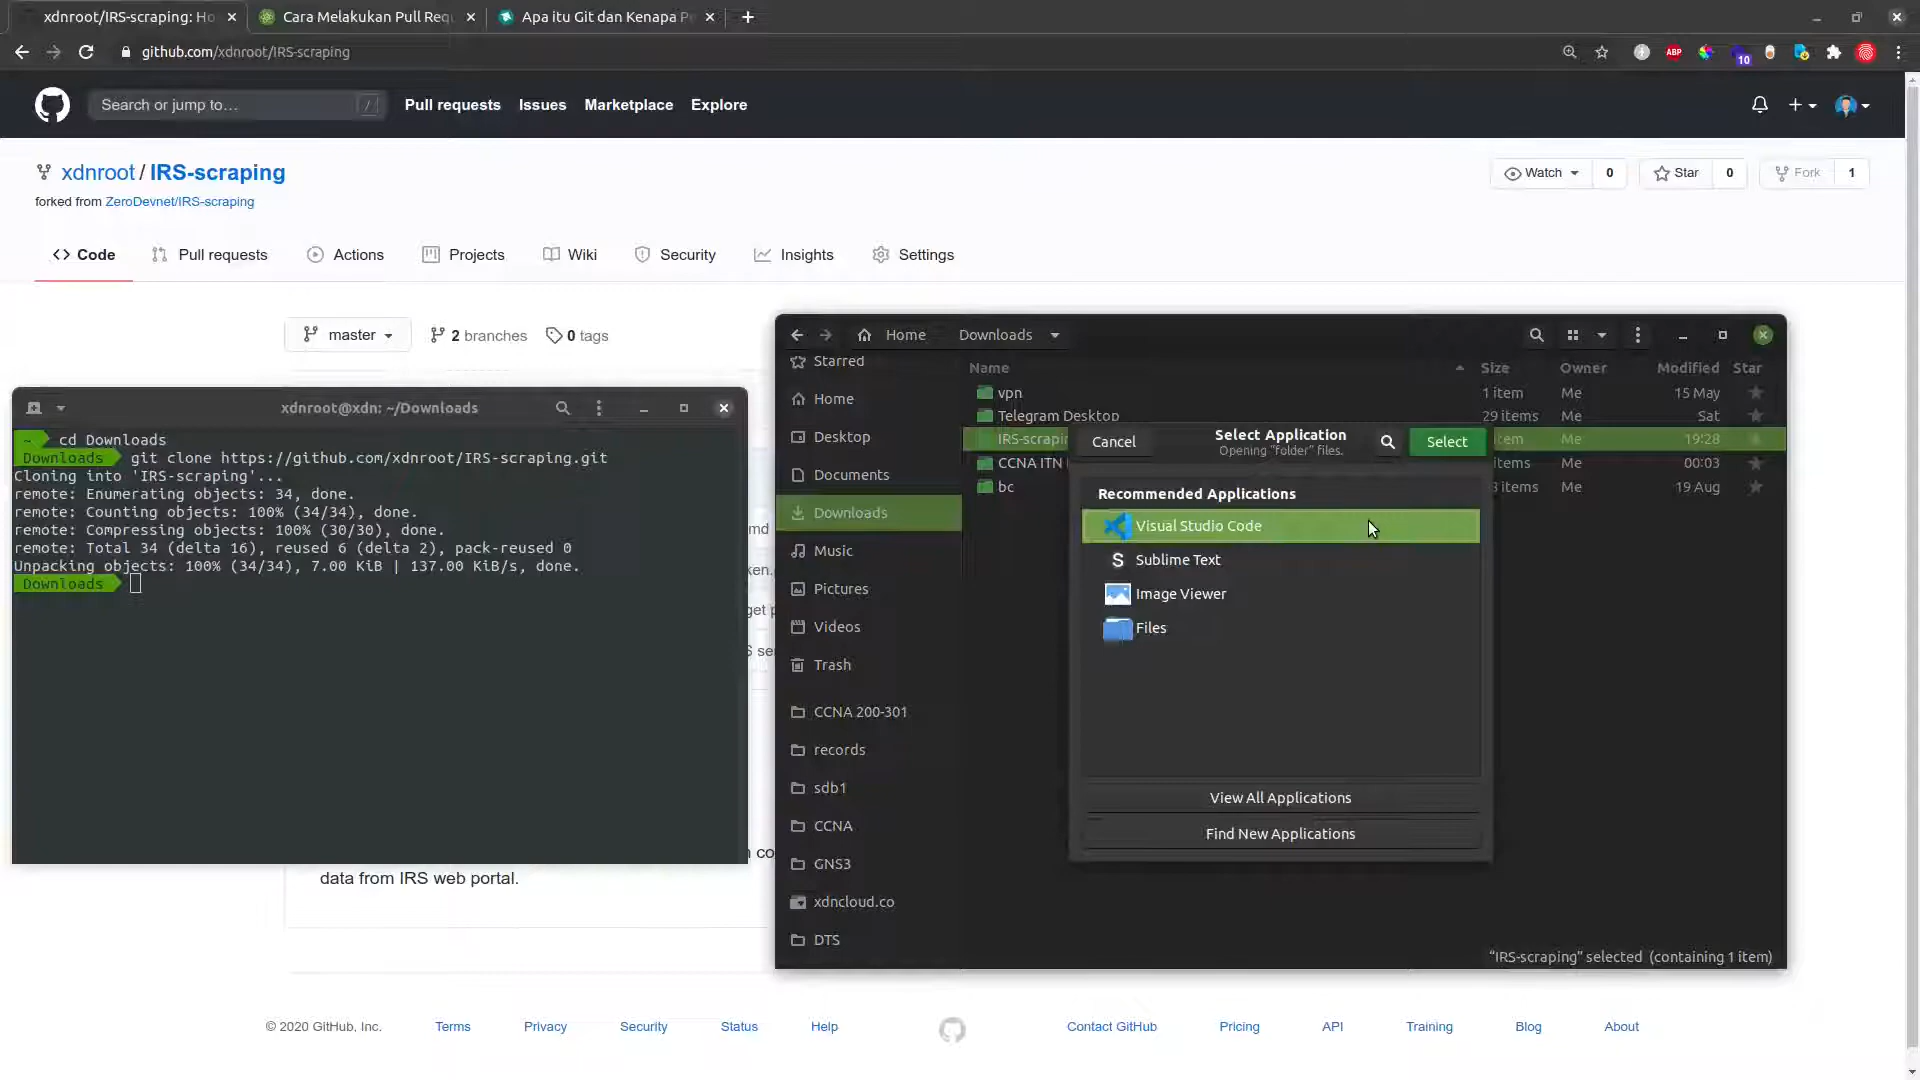 xdnroot/IRS-scraping: Ho
Cara Melakukan Pull Req
Apa itu Git dan Kenapa P
github.com/xdnroot/IRS-scraping
ABP
10
Search or jump to…
/
Pull requests
Issues
Marketplace
Explore
xdnroot / IRS-scraping
forked from ZeroDevnet/IRS-scraping
Watch
0
Star
0
Fork
1
Code
Pull requests
Actions
Projects
Wiki
Security
Insights
Settings
master
2 branches
0 tags
xdnroot@xdn: ~/Downloads
~ cd Downloads
Downloads git clone https://github.com/xdnroot/IRS-scraping.git
Cloning into 'IRS-scraping'...
remote: Enumerating objects: 34, done.
remote: Counting objects: 100% (34/34), done.
remote: Compressing objects: 100% (30/30), done.
remote: Total 34 (delta 16), reused 6 (delta 2), pack-reused 0
Unpacking objects: 100% (34/34), 7.00 KiB | 137.00 KiB/s, done.
Downloads
data from IRS web portal.
Home
Downloads
Starred
Home
Desktop
Documents
Downloads
Music
Pictures
Videos
Trash
CCNA 200-301
records
sdb1
CCNA
GNS3
xdncloud.co
DTS
Name
Size
Owner
Modified
Star
vpn
1 item
Me
15 May
Telegram Desktop
29 items
Me
Sat
IRS-scrapin
item
Me
19:28
CCNA ITN
items
Me
00:03
bc
items
Me
19 Aug
Cancel
Select Application
Opening "folder" files.
Select
Recommended Applications
Visual Studio Code
Sublime Text
Image Viewer
Files
View All Applications
Find New Applications
"IRS-scraping" selected (containing 1 item)
© 2020 GitHub, Inc.
Terms
Privacy
Security
Status
Help
Contact GitHub
Pricing
API
Training
Blog
About